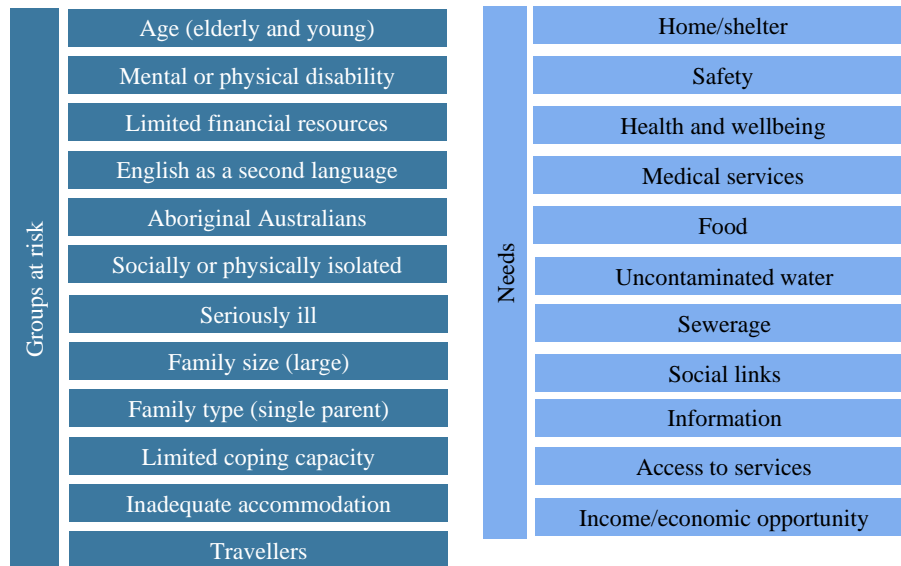 Groups at risk
Age (elderly and young)
Mental or physical disability
Limited financial resources
English as a second language
Aboriginal Australians
Socially or physically isolated
Seriously ill
Family size (large)
Family type (single parent)
Limited coping capacity
Inadequate accommodation
Travellers
Needs
Home/shelter
Safety
Health and wellbeing
Medical services
Food
Uncontaminated water
Sewerage
Social links
Information
Access to services
Income/economic opportunity